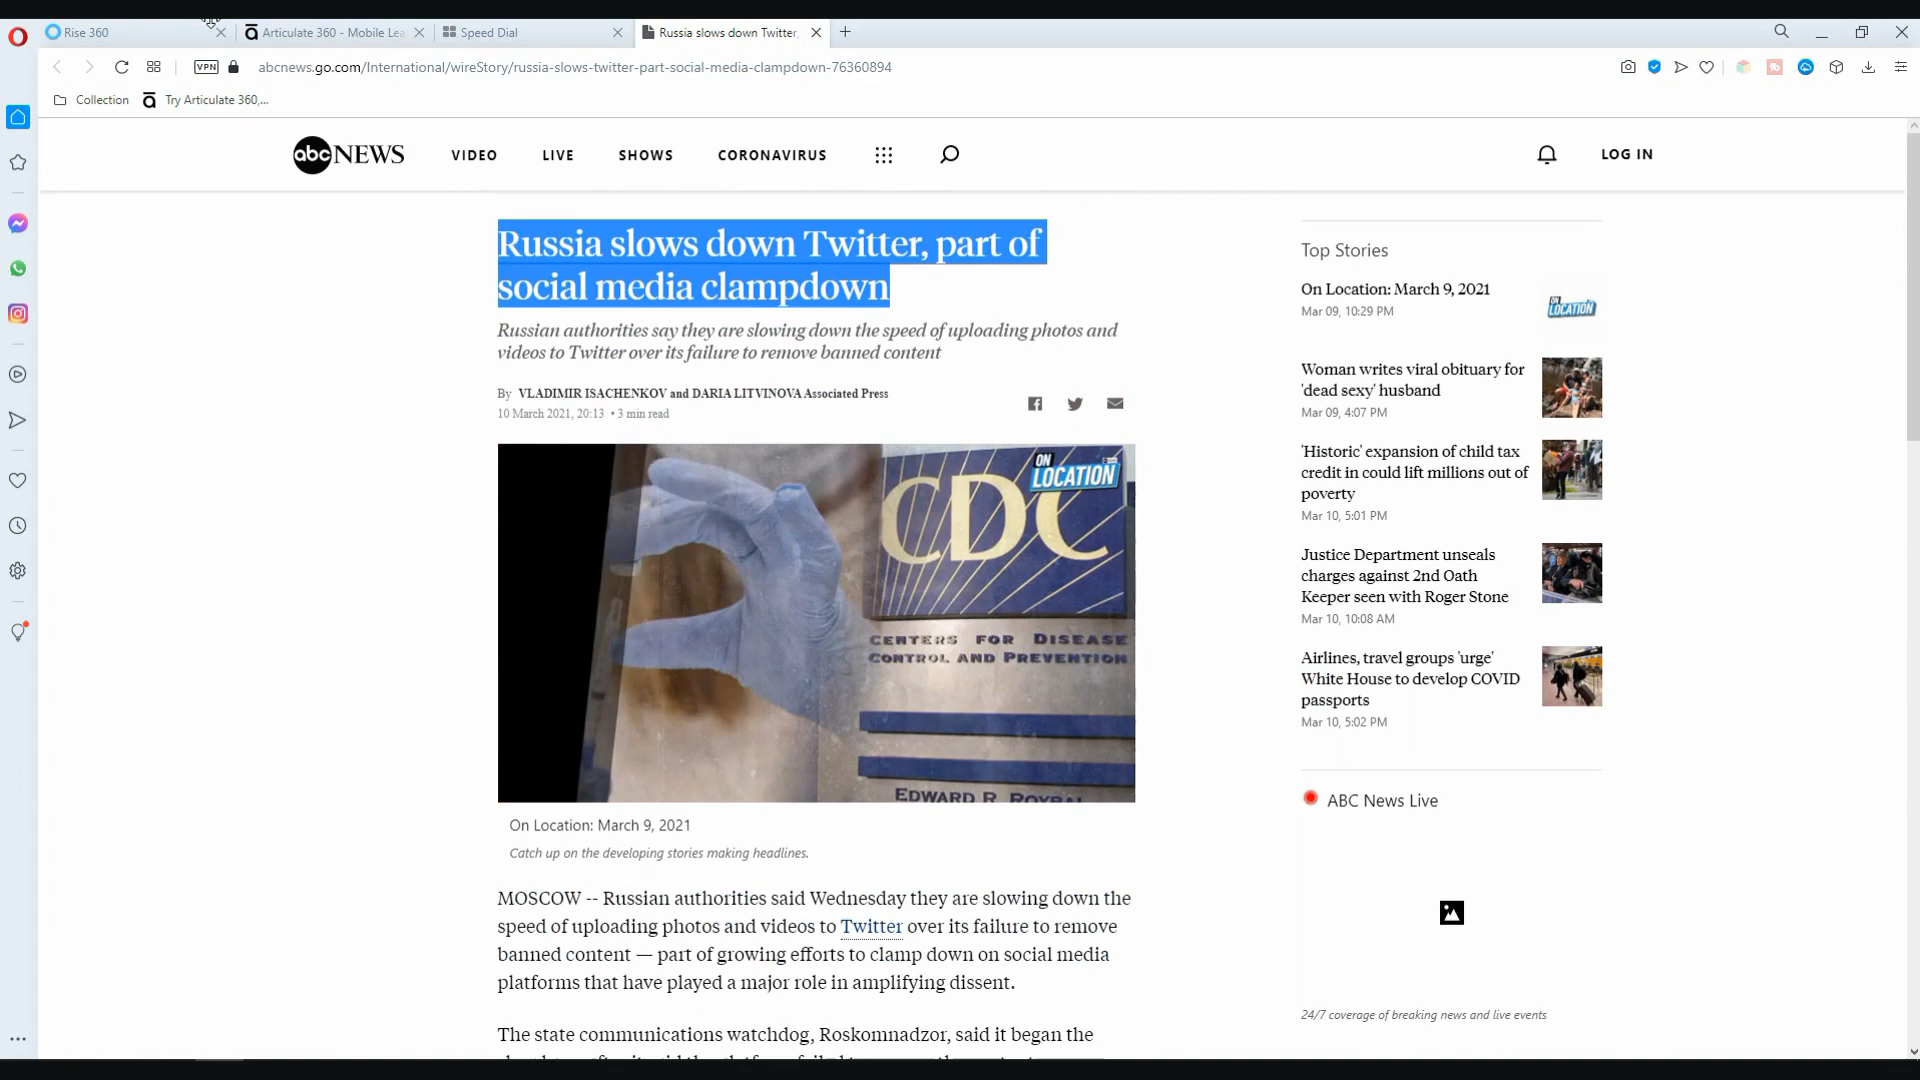 Rise 360
Articulate 360 - Mobile Lea
Speed Dial
Russia slows down Twitter,
VPN
abcnews.go.com/International/wireStory/russia-slows-twitter-part-social-media-clampdown-76360894
Collection
Try Articulate 360,...
abc NEWS
VIDEO
LIVE
SHOWS
CORONAVIRUS
LOG IN
Russia slows down Twitter, part of
social media clampdown
Russian authorities say they are slowing down the speed of uploading photos and
videos to Twitter over its failure to remove banned content
By VLADIMIR ISACHENKOV and DARIA LITVINOVA Associated Press
10 March 2021, 20:13 • 3 min read
ON
LOCATION
CDC
CENTERS FOR DISEASE
CONTROL AND PREVENTION
EDWARD R. ROYBAL
On Location: March 9, 2021
Catch up on the developing stories making headlines.
MOSCOW -- Russian authorities said Wednesday they are slowing down the
speed of uploading photos and videos to Twitter over its failure to remove
banned content — part of growing efforts to clamp down on social media
platforms that have played a major role in amplifying dissent.
The state communications watchdog, Roskomnadzor, said it began the
Top Stories
On Location: March 9, 2021
Mar 09, 10:29 PM
ON
LOCATION
Woman writes viral obituary for
'dead sexy' husband
Mar 09, 4:07 PM
'Historic' expansion of child tax
credit in could lift millions out of
poverty
Mar 10, 5:01 PM
Justice Department unseals
charges against 2nd Oath
Keeper seen with Roger Stone
Mar 10, 10:08 AM
Airlines, travel groups 'urge'
White House to develop COVID
passports
Mar 10, 5:02 PM
ABC News Live
24/7 coverage of breaking news and live events